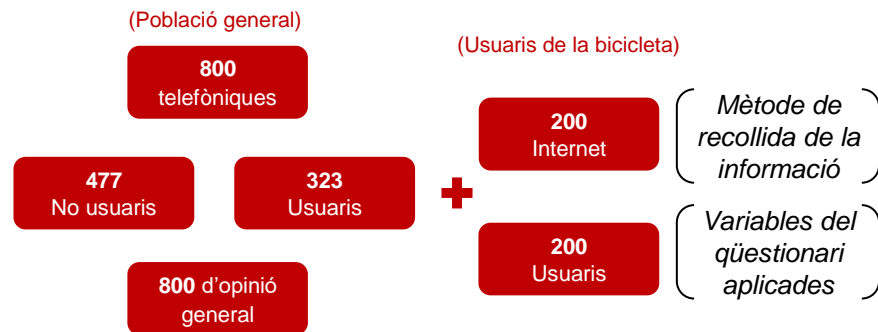 (Població general)
800
telefòniques
477
No usuaris
323
Usuaris
800 d'opinió
general
(Usuaris de la bicicleta)
200
Internet
Mètode de
recollida de la
informació
200
Usuaris
Variables del
qüestionari
aplicades